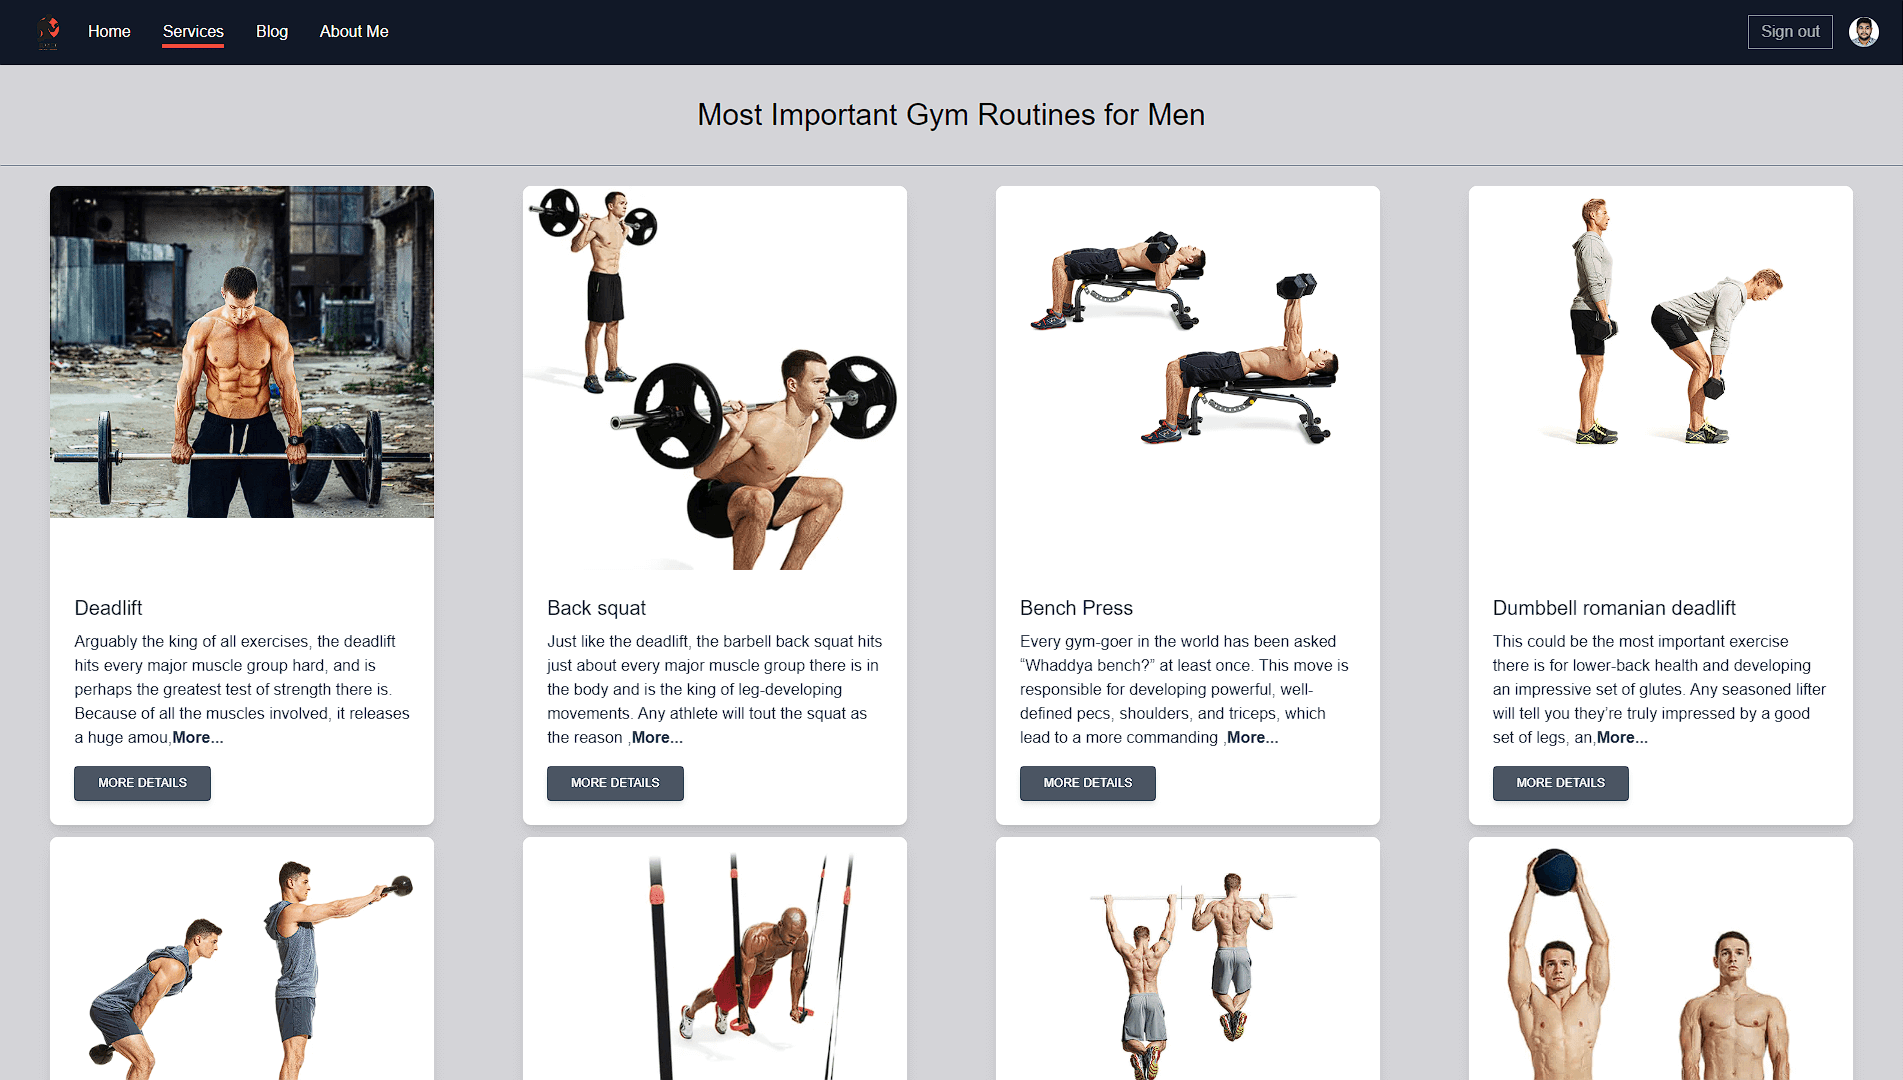 Home
Services
Blog
About Me
Sign out
Most Important Gym Routines for Men
Deadlift
Arguably the king of all exercises, the deadlift
hits every major muscle group hard, and is
perhaps the greatest test of strength there is.
Because of all the muscles involved, it releases
a huge amou,More...
MORE DETAILS
Back squat
Just like the deadlift, the barbell back squat hits
just about every major muscle group there is in
the body and is the king of leg-developing
movements. Any athlete will tout the squat as
the reason ,More...
MORE DETAILS
Bench Press
Every gym-goer in the world has been asked
“Whaddya bench?” at least once. This move is
responsible for developing powerful, well-
defined pecs, shoulders, and triceps, which
lead to a more commanding ,More...
MORE DETAILS
Dumbbell romanian deadlift
This could be the most important exercise
there is for lower-back health and developing
an impressive set of glutes. Any seasoned lifter
will tell you they’re truly impressed by a good
set of legs, an,More...
MORE DETAILS